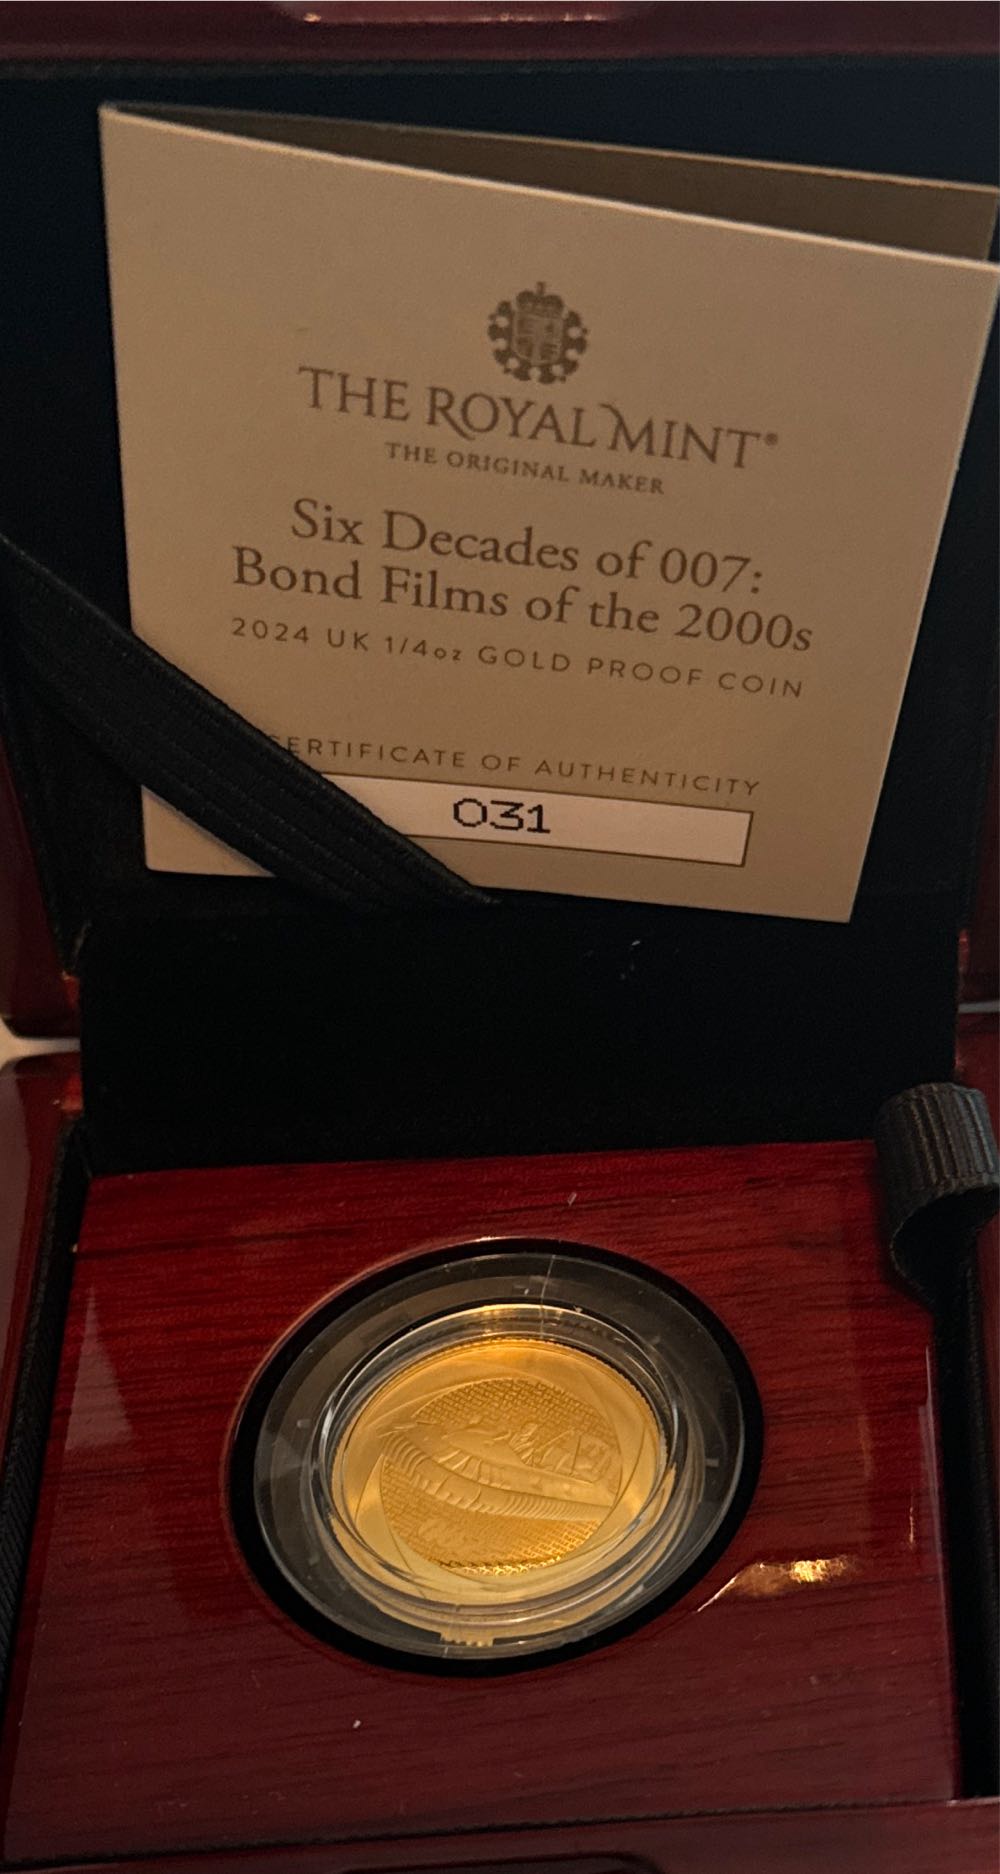 THE ROYAL MINT®
THE ORIGINAL MAKER
Six Decades of 007:
Bond Films of the 2000s
2024 UK 1/4oz GOLD PROOF COIN
CERTIFICATE OF AUTHENTICITY
031